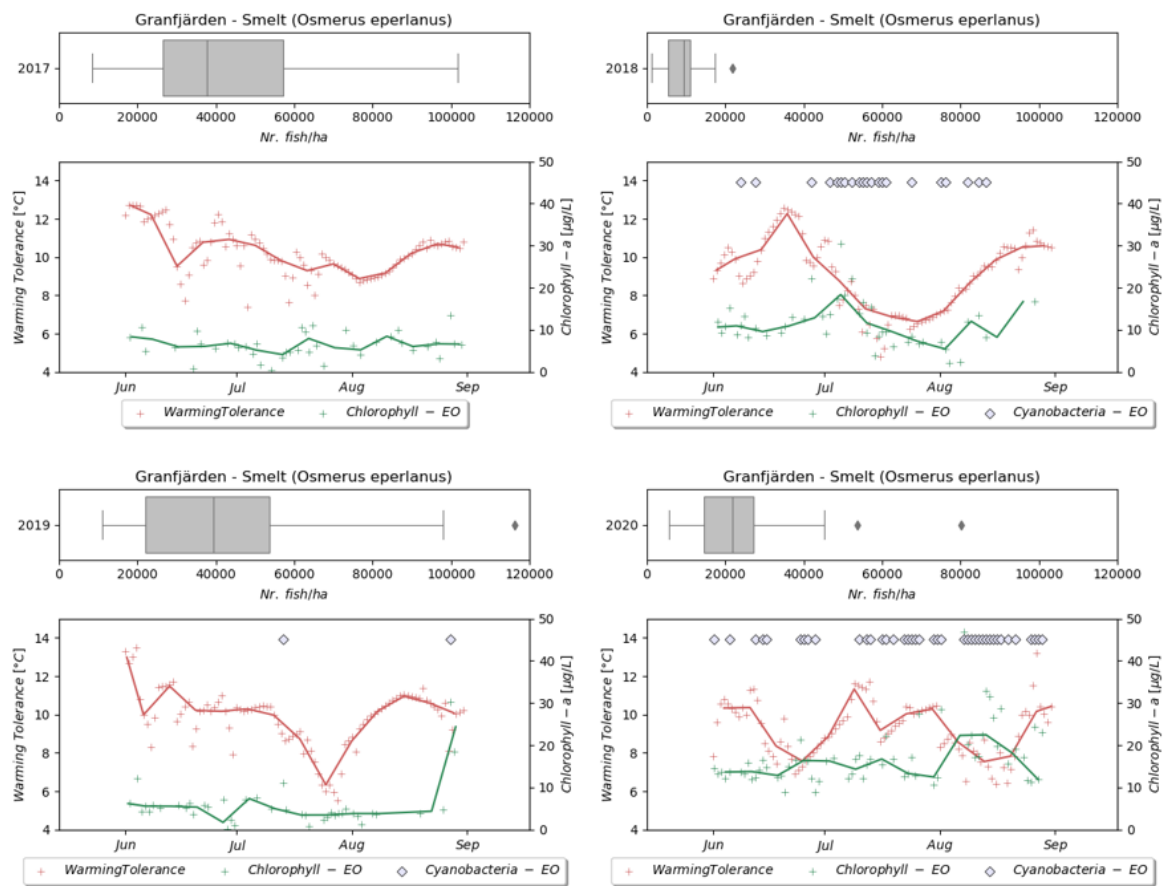 Granfjärden - Smelt (Osmerus eperlanus)
2017
0 20000 40000 60000 80000 100000 120000
Nr. fish/ha
Warming Tolerance [°C]
14
12
10
8
6
4
50
40
30
20
10
0
Chlorophyll − a [µg/L]
Jun Jul Aug Sep
WarmingTolerance Chlorophyll − EO
Granfjärden - Smelt (Osmerus eperlanus)
2018
0 20000 40000 60000 80000 100000 120000
Nr. fish/ha
Warming Tolerance [°C]
14
12
10
8
6
4
50
40
30
20
10
0
Chlorophyll − a [µg/L]
Jun Jul Aug Sep
WarmingTolerance Chlorophyll − EO Cyanobacteria − EO
Granfjärden - Smelt (Osmerus eperlanus)
2019
0 20000 40000 60000 80000 100000 120000
Nr. fish/ha
Warming Tolerance [°C]
14
12
10
8
6
4
50
40
30
20
10
0
Chlorophyll − a [µg/L]
Jun Jul Aug Sep
WarmingTolerance Chlorophyll − EO Cyanobacteria − EO
Granfjärden - Smelt (Osmerus eperlanus)
2020
0 20000 40000 60000 80000 100000 120000
Nr. fish/ha
Warming Tolerance [°C]
14
12
10
8
6
4
50
40
30
20
10
0
Chlorophyll − a [µg/L]
Jun Jul Aug Sep
WarmingTolerance Chlorophyll − EO Cyanobacteria − EO